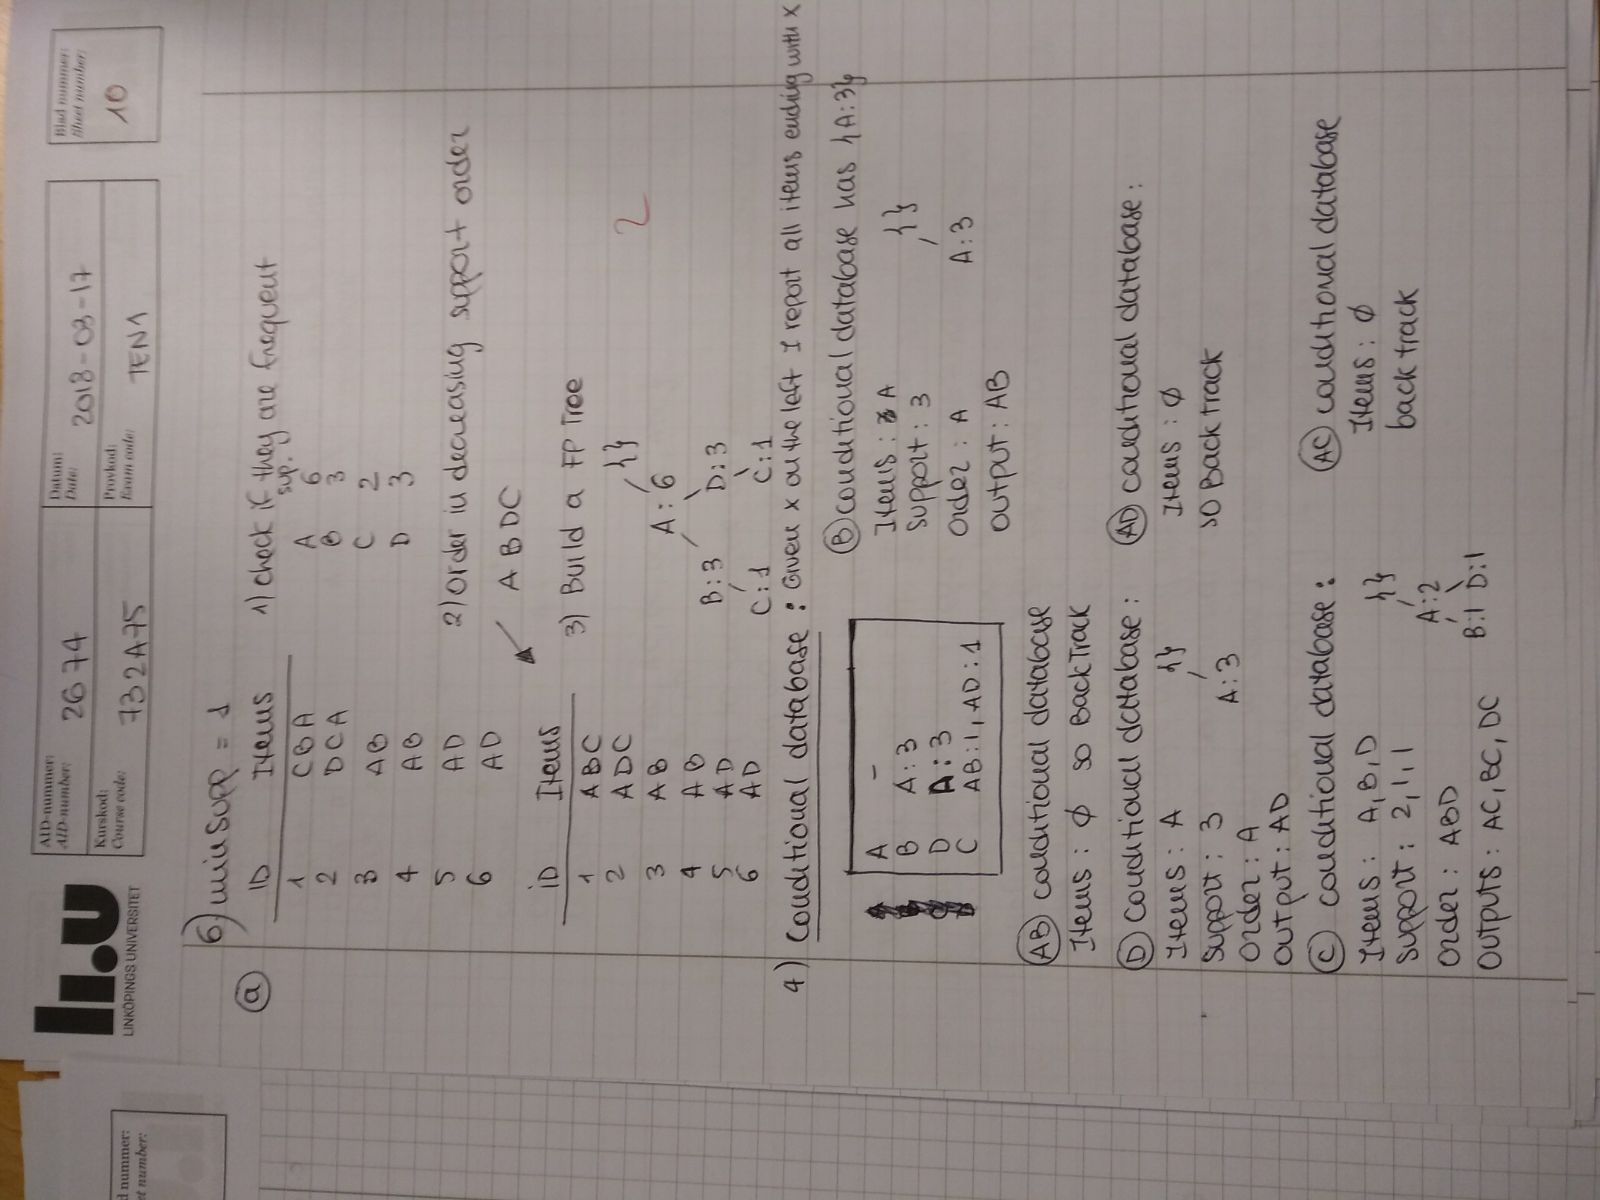 d nummer:
et number:
li.u
LINKÖPINGS UNIVERSITET
AID-nummer:
AID-number: 2674
Datum:
Date: 2018-03-17
Blad nummer:
Sheet number:
10
Kurskod:
Course code: 732A75
Provkod:
Exam code: TEN1
6) minsupp = 1
a
ID Items
1 CBA
2 DCA
3 AB
4 AB
5 AD
6 AD
1) check if they are frequent
sup.
A 6
B 3
C 2
D 3
2) Order in decreasing support order
ABDC
iD Items
1 ABC
2 ADC
3 AB
4 AB
5 AD
6 AD
3) Build a FP Tree
{}
A: 6
B: 3 D: 3
C: 1 C: 1
2
4) conditional database : Given x on the left I report all items ending with x
A -
B A: 3
D A: 3
C AB:1, AD:1
B conditional database has {A:3}
Items : A
support : 3
Order : A
output : AB
{}
A: 3
AB conditional database
Items : ∅ so BackTrack
D conditional database :
Items : A
support : 3
Order : A
output : AD
{}
A: 3
AD conditional database :
Items : ∅
so Back track
C conditional database :
Items : A, B, D
support : 2, 1, 1
Order : ABD
outputs : AC, BC, DC
{}
A:2
B:1 D:1
AC conditional database
Items : ∅
back track